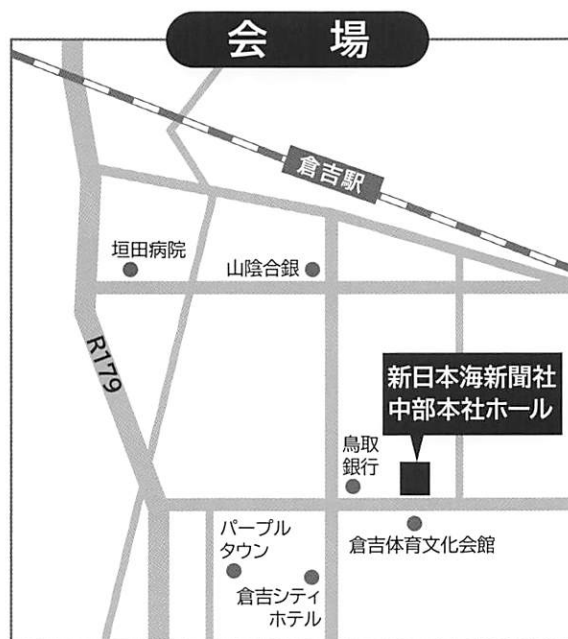 会場
倉吉駅
垣田病院
山陰合銀
R179
新日本海新聞社
中部本社ホール
鳥取
銀行
倉吉体育文化会館
パープル
タウン
倉吉シティ
ホテル